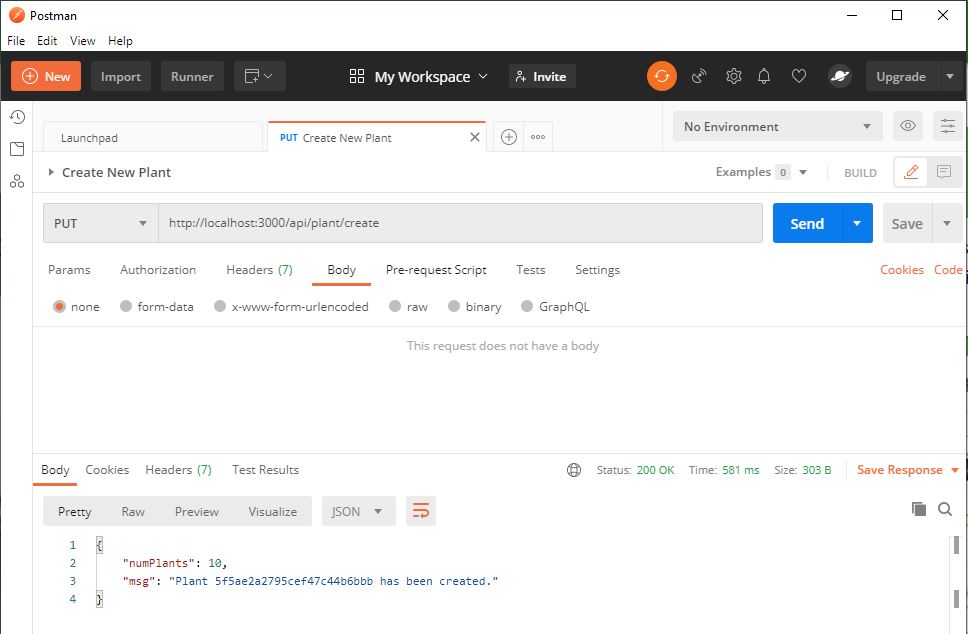 Postman
File Edit View Help
New Import Runner My Workspace Invite Upgrade
Launchpad PUT Create New Plant No Environment
Create New Plant Examples 0 BUILD
PUT http://localhost:3000/api/plant/create Send Save
Params Authorization Headers (7) Body Pre-request Script Tests Settings Cookies Code
none form-data x-www-form-urlencoded raw binary GraphQL
This request does not have a body
Body Cookies Headers (7) Test Results Status: 200 OK Time: 581 ms Size: 303 B Save Response
Pretty Raw Preview Visualize JSON
1 {
2 "numPlants": 10,
3 "msg": "Plant 5f5ae2a2795cef47c44b6bbb has been created."
4 }